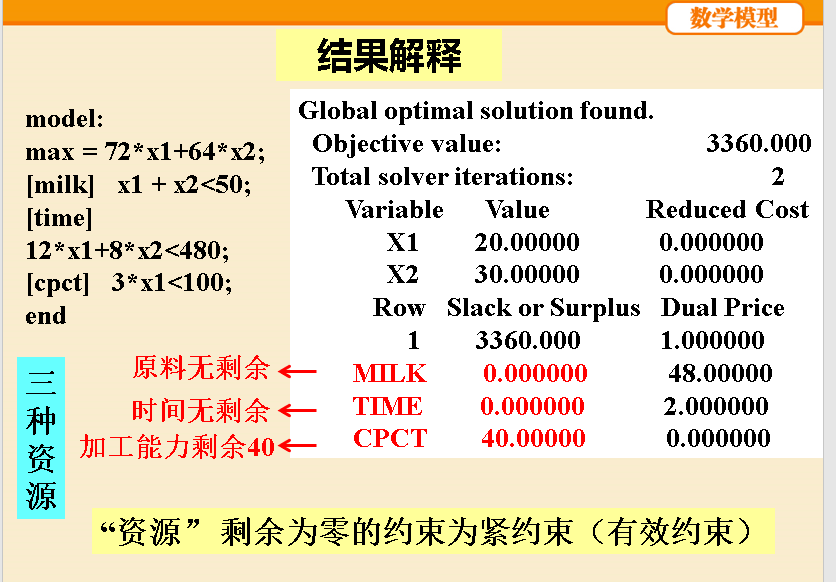 数学模型
结果解释
model:
max = 72*x1+64*x2;
[milk] x1 + x2<50;
[time]
12*x1+8*x2<480;
[cpct] 3*x1<100;
end
Global optimal solution found.
Objective value: 3360.000
Total solver iterations: 2
Variable Value Reduced Cost
X1 20.00000 0.000000
X2 30.00000 0.000000
Row Slack or Surplus Dual Price
1 3360.000 1.000000
原料无剩余 MILK 0.000000 48.00000
时间无剩余 TIME 0.000000 2.000000
加工能力剩余40 CPCT 40.00000 0.000000
三种资源
“资源” 剩余为零的约束为紧约束（有效约束）